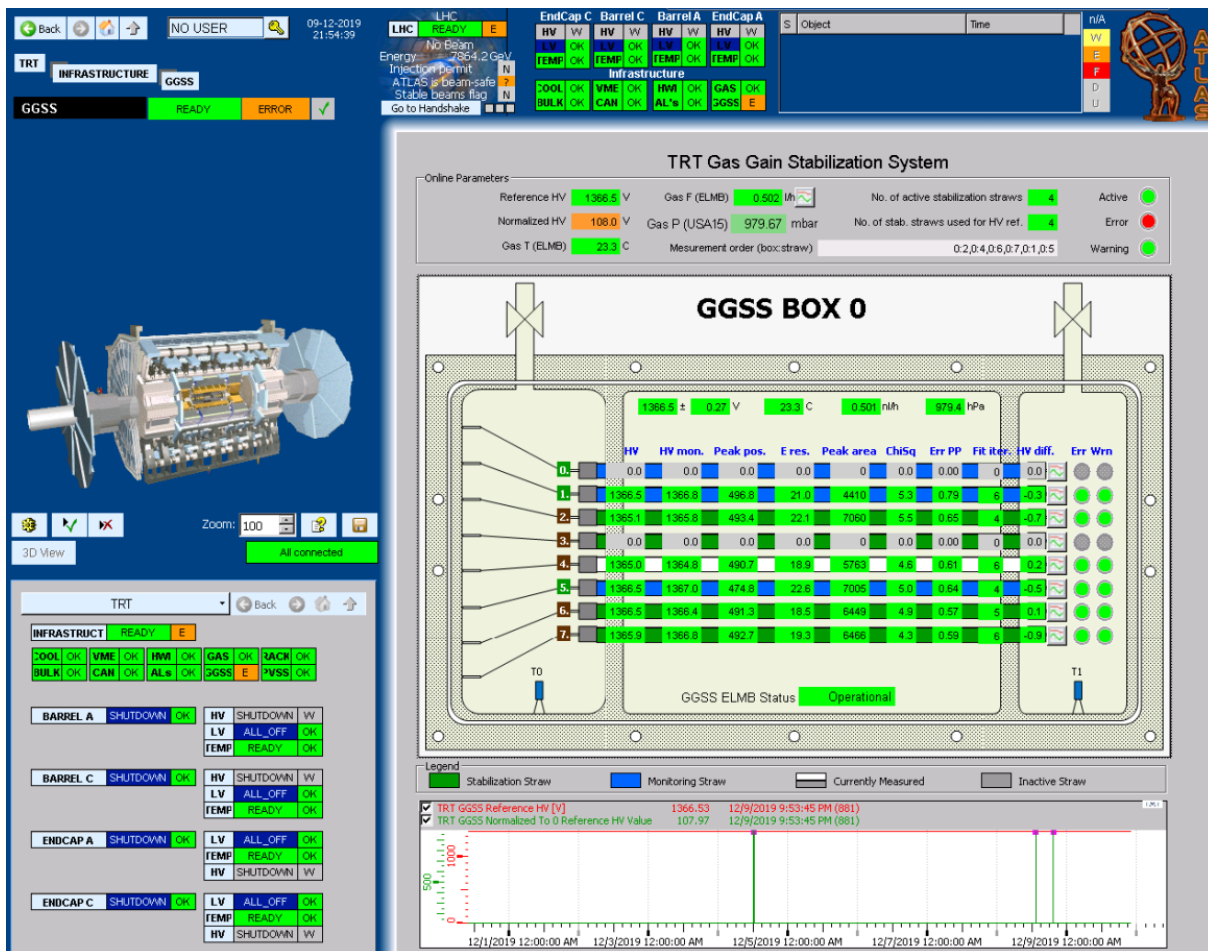 Back
NO USER
09-12-2019
21:54:39
TRT
INFRASTRUCTURE
GGSS
GGSS READY ERROR
LHC
LHC READY E
No Beam
Energy: 7864.2 GeV
Injection permit N
ATLAS is beam-safe ?
Stable beams flag N
Go to Handshake
EndCap C Barrel C Barrel A EndCap A
HV W HV W HV W HV W
LV OK LV OK LV OK LV OK
TEMP OK TEMP OK TEMP OK TEMP OK
Infrastructure
COOL OK VME OK HWI OK GAS OK
BULK OK CAN OK AL's OK GGSS E
S Object Time
n/A
W
E
F
D
U
ATLAS
TRT Gas Gain Stabilization System
Online Parameters
Reference HV 1366.5 V Gas F (ELMB) 0.502 l/h No. of active stabilization straws 4 Active
Normalized HV 108.0 V Gas P (USA15) 979.67 mbar No. of stab. straws used for HV ref. 4 Error
Gas T (ELMB) 23.3 C Mesurement order (box:straw) 0:2,0:4,0:6,0:7,0:1,0:5 Warning
GGSS BOX 0
1366.5 ± 0.27 V 23.3 C 0.501 nl/h 979.4 hPa
HV HV mon. Peak pos. E res. Peak area ChiSq Err PP Fit iter. HV diff. Err Wrn
0. 0.0 0.0 0.0 0.0 0 0.0 0.00 0 0.0
1. 1366.5 1366.8 496.8 21.0 4410 5.3 0.79 6 -0.3
2. 1365.1 1365.8 493.4 22.1 7060 5.5 0.65 4 -0.7
3. 0.0 0.0 0.0 0.0 0 0.0 0.00 0 0.0
4. 1365.0 1364.8 490.7 18.9 5763 4.6 0.61 6 0.2
5. 1366.5 1367.0 474.8 22.6 7005 5.0 0.64 4 -0.5
6. 1366.5 1366.4 491.3 18.5 6449 4.9 0.57 5 0.1
7. 1365.9 1366.8 492.7 19.3 6466 4.3 0.59 6 -0.9
T0
T1
GGSS ELMB Status Operational
Legend
Stabilization Straw Monitoring Straw Currently Measured Inactive Straw
TRT GGSS Reference HV [V] 1366.53 12/9/2019 9:53:45 PM (881)
TRT GGSS Normalized To 0 Reference HV Value 107.97 12/9/2019 9:53:45 PM (881)
1000
500
0
12/1/2019 12:00:00 AM 12/3/2019 12:00:00 AM 12/5/2019 12:00:00 AM 12/7/2019 12:00:00 AM 12/9/2019 12:00:00 AM
Zoom: 100
3D View
All connected
TRT Back
INFRASTRUCT READY E
COOL OK VME OK HWI OK GAS OK RACK OK
BULK OK CAN OK ALs OK GGSS E PVSS OK
BARREL A SHUTDOWN OK HV SHUTDOWN W
LV ALL_OFF OK
TEMP READY OK
BARREL C SHUTDOWN OK HV SHUTDOWN W
LV ALL_OFF OK
TEMP READY OK
ENDCAP A SHUTDOWN OK LV ALL_OFF OK
TEMP READY OK
HV SHUTDOWN W
ENDCAP C SHUTDOWN OK LV ALL_OFF OK
TEMP READY OK
HV SHUTDOWN W